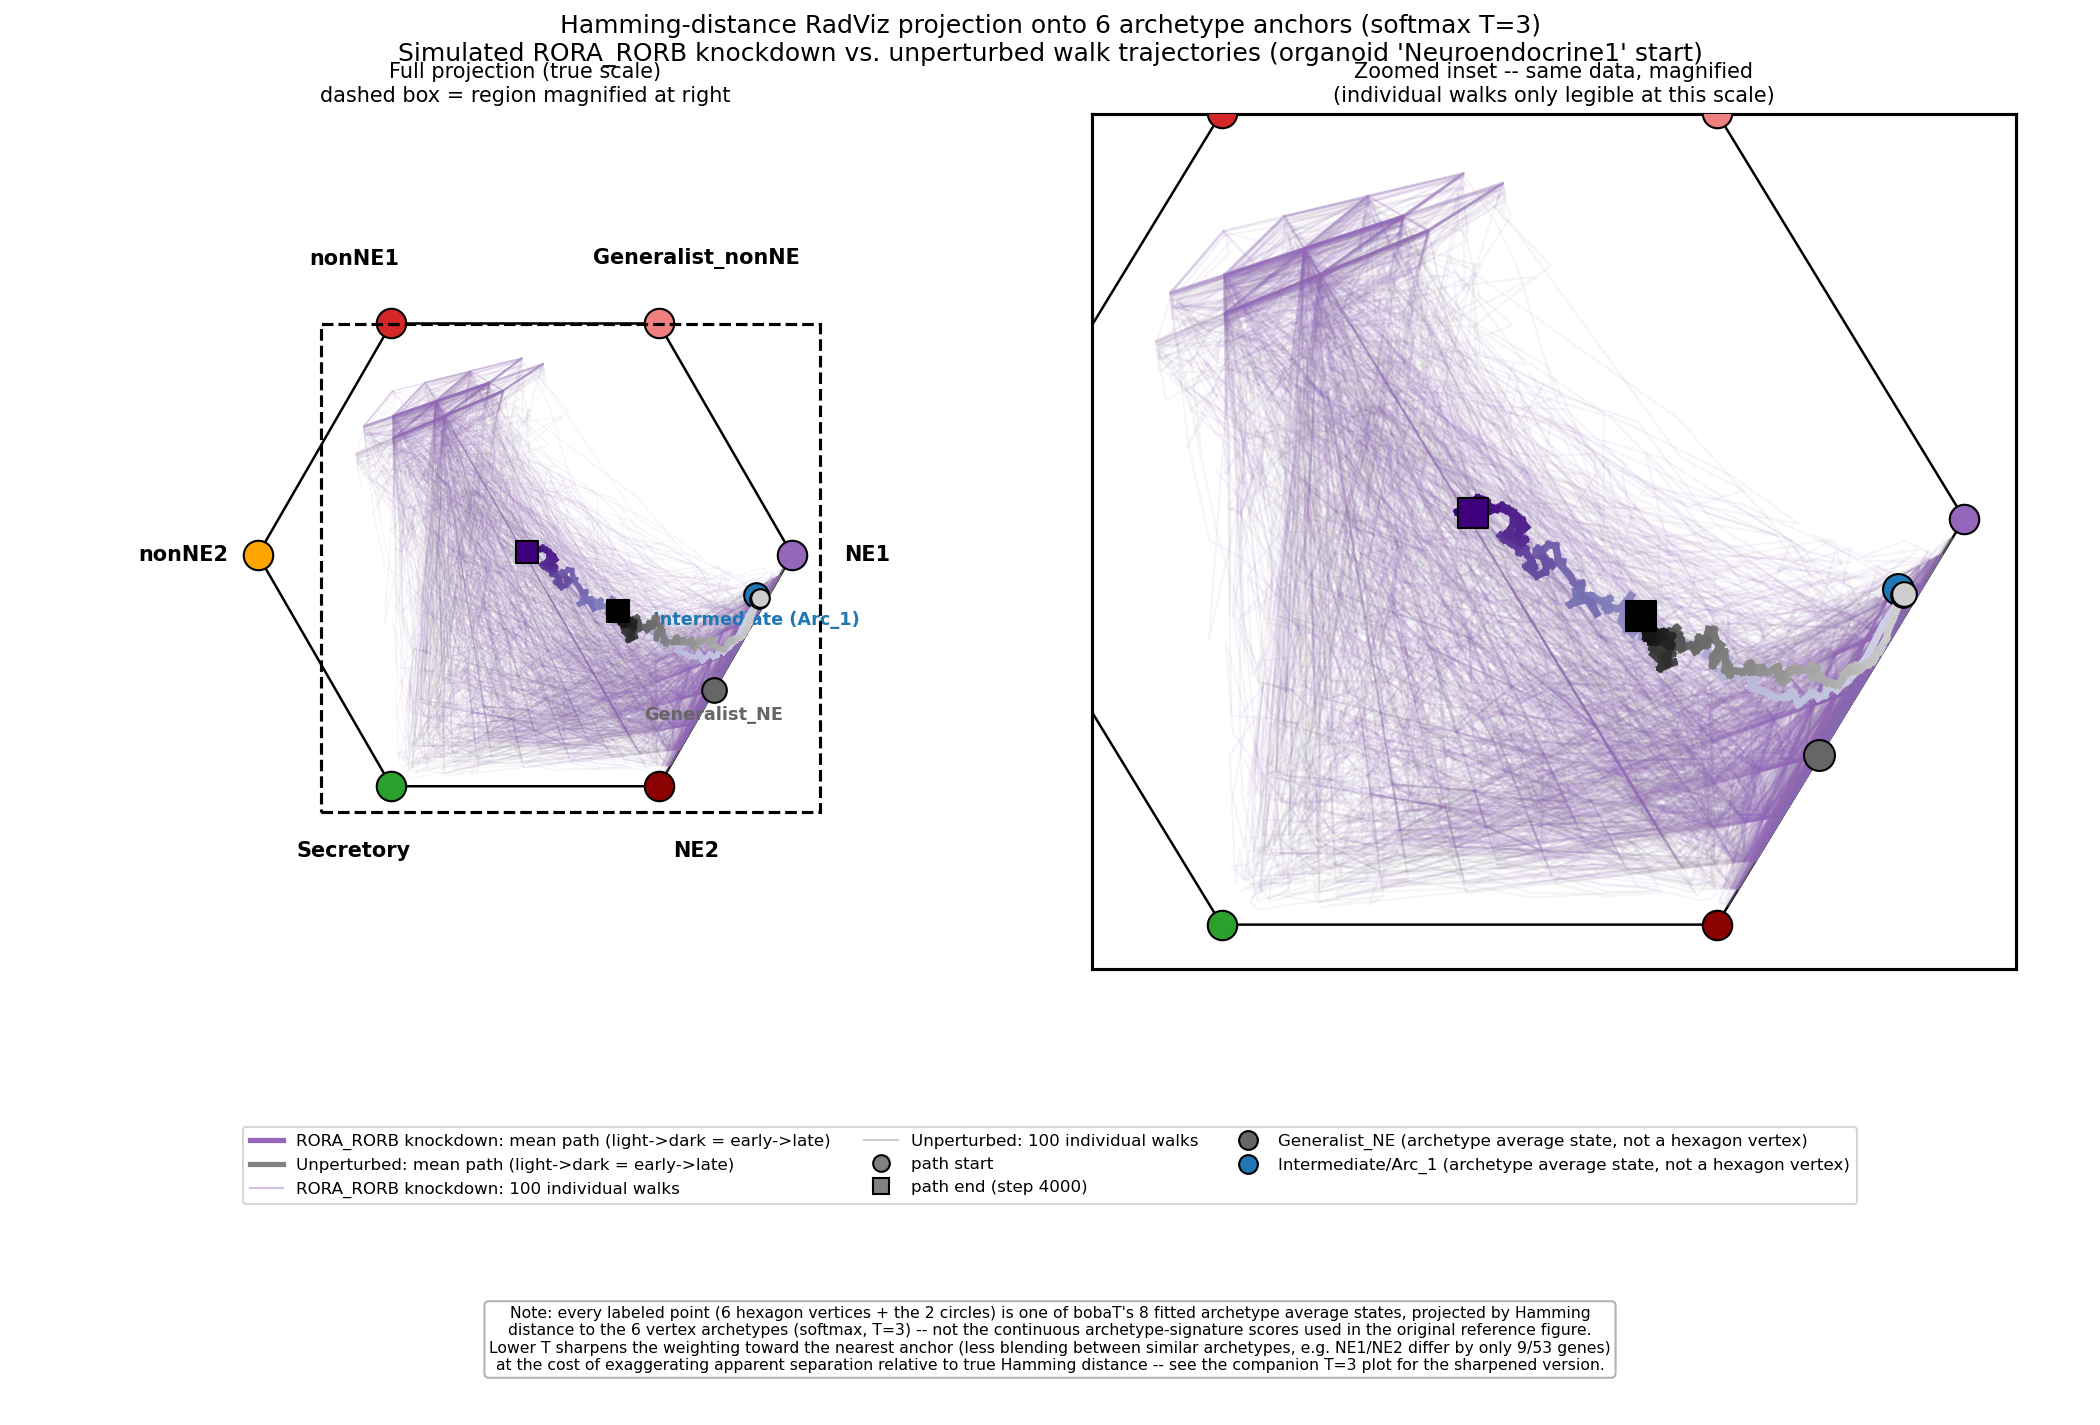 Hamming-distance RadViz projection onto 6 archetype anchors (softmax T=3)
Simulated RORA_RORB knockdown vs. unperturbed walk trajectories (organoid 'Neuroendocrine1' start)
Full projection (true scale)
dashed box = region magnified at right
Zoomed inset -- same data, magnified
(individual walks only legible at this scale)
nonNE1
Generalist_nonNE
nonNE2
NE1
Intermediate (Arc_1)
Generalist_NE
Secretory
NE2
RORA_RORB knockdown: mean path (light->dark = early->late)
Unperturbed: mean path (light->dark = early->late)
RORA_RORB knockdown: 100 individual walks
Unperturbed: 100 individual walks
path start
path end (step 4000)
Generalist_NE (archetype average state, not a hexagon vertex)
Intermediate/Arc_1 (archetype average state, not a hexagon vertex)
Note: every labeled point (6 hexagon vertices + the 2 circles) is one of bobaT's 8 fitted archetype average states, projected by Hamming
distance to the 6 vertex archetypes (softmax, T=3) -- not the continuous archetype-signature scores used in the original reference figure.
Lower T sharpens the weighting toward the nearest anchor (less blending between similar archetypes, e.g. NE1/NE2 differ by only 9/53 genes)
at the cost of exaggerating apparent separation relative to true Hamming distance -- see the companion T=3 plot for the sharpened version.